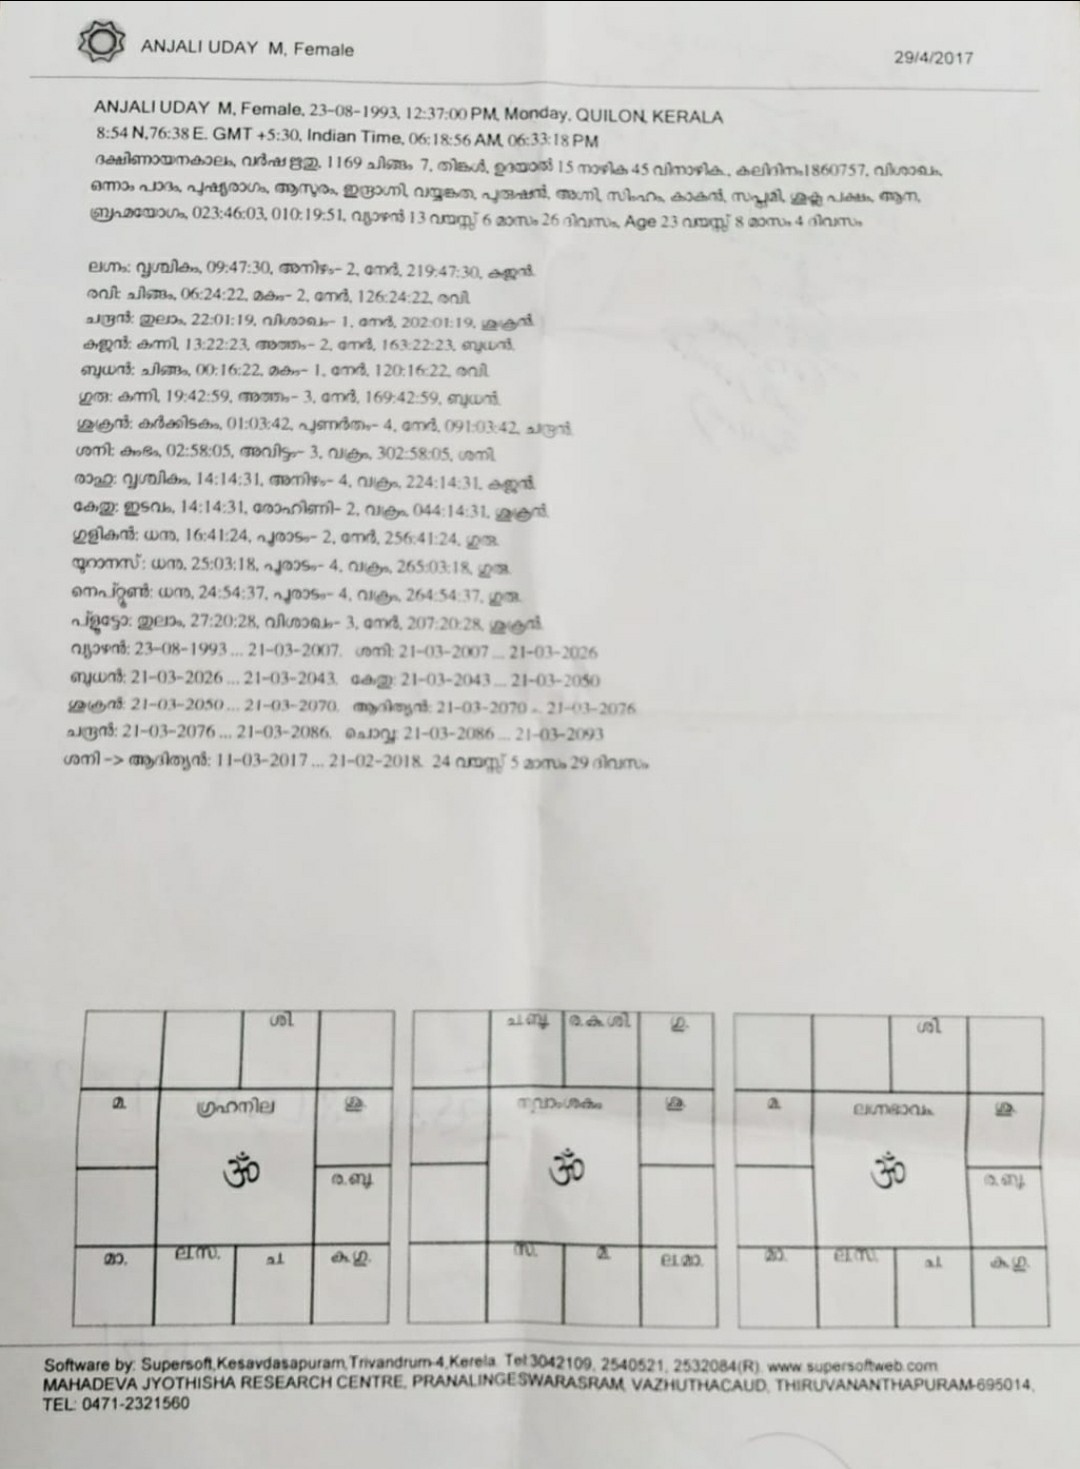 ANJALI UDAY M, Female
29/4/2017
ANJALI UDAY M, Female, 23-08-1993, 12:37:00 PM, Monday, QUILON, KERALA
8:54 N,76:38 E. GMT +5:30, Indian Time, 06:18:56 AM, 06:33:18 PM
ദക്ഷിണായനകാലം, വർഷ ഋതു, 1169 ചിങ്ങം 7, തിങ്കൾ, ഉദയാൽ 15 നാഴിക 45 വിനാഴിക, കലിദിനം1860757, വിശാഖം,
ഒന്നാം പാദം, പുഷ്യരാഗം, ആസുരം, ഇന്ദ്രാഗ്നി, വയ്യങ്കത, പുരുഷൻ, അഗ്നി, സിംഹം, കാകൻ, സപ്തമി, ശുക്ല പക്ഷം, ആന,
ബ്രഹ്മയോഗം, 023:46:03, 010:19:51, വ്യാഴൻ 13 വയസ്സ് 6 മാസം 26 ദിവസം, Age 23 വയസ്സ് 8 മാസം 4 ദിവസം
ലഗ്നം: വൃശ്ചികം, 09:47:30, അനിഴം- 2, നേർ, 219:47:30, കുജൻ
രവി: ചിങ്ങം, 06:24:22, മകം- 2, നേർ, 126:24:22, രവി
ചന്ദ്രൻ: തുലാം, 22:01:19, വിശാഖം- 1, നേർ, 202:01:19, ശുക്രൻ
കുജൻ: കന്നി, 13:22:23, അത്തം- 2, നേർ, 163:22:23, ബുധൻ
ബുധൻ: ചിങ്ങം, 00:16:22, മകം- 1, നേർ, 120:16:22, രവി
ഗുരു: കന്നി, 19:42:59, അത്തം- 3, നേർ, 169:42:59, ബുധൻ
ശുക്രൻ: കർക്കിടകം, 01:03:42, പുണർതം- 4, നേർ, 091:03:42, ചന്ദ്രൻ
ശനി: കുംഭം, 02:58:05, അവിട്ടം- 3, വക്രം, 302:58:05, ശനി
രാഹു: വൃശ്ചികം, 14:14:31, അനിഴം- 4, വക്രം, 224:14:31, കുജൻ
കേതു: ഇടവം, 14:14:31, രോഹിണി- 2, വക്രം, 044:14:31, ശുക്രൻ
ഗുളികൻ: ധനു, 16:41:24, പൂരാടം- 2, നേർ, 256:41:24, ഗുരു
യുറാനസ്: ധനു, 25:03:18, പൂരാടം- 4, വക്രം, 265:03:18, ഗുരു
നെപ്റ്റ്യൂൺ: ധനു, 24:54:37, പൂരാടം- 4, വക്രം, 264:54:37, ഗുരു
പ്ളൂട്ടോ: തുലാം, 27:20:28, വിശാഖം- 3, നേർ, 207:20:28, ശുക്രൻ
വ്യാഴൻ: 23-08-1993 ... 21-03-2007. ശനി: 21-03-2007 ... 21-03-2026
ബുധൻ: 21-03-2026 ... 21-03-2043. കേതു: 21-03-2043 ... 21-03-2050
ശുക്രൻ: 21-03-2050 ... 21-03-2070. ആദിത്യൻ: 21-03-2070 ... 21-03-2076
ചന്ദ്രൻ: 21-03-2076 ... 21-03-2086. ചൊവ്വ: 21-03-2086 ... 21-03-2093
ശനി -> ആദിത്യൻ: 11-03-2017 ... 21-02-2018. 24 വയസ്സ് 5 മാസം 29 ദിവസം
ശി
മ
ഗ്രഹനില
ശു
ര.ബു
മാ.
ല.സ.
ച
കു.ഗു.
ച.ബു
ര.കു.ശി
ഗു.
നവാംശകം
ശു
സ.
മ
ല.മാ.
ശി
മ
ലഗ്നഭാവം
ശു
ര.ബു
മാ.
ല.സ.
ച
കു.ഗു.
Software by: Supersoft,Kesavdasapuram,Trivandrum-4,Kerela. Tel:3042109, 2540521, 2532084(R). www.supersoftweb.com
MAHADEVA JYOTHISHA RESEARCH CENTRE, PRANALINGESWARASRAM, VAZHUTHACAUD, THIRUVANANTHAPURAM-695014,
TEL: 0471-2321560